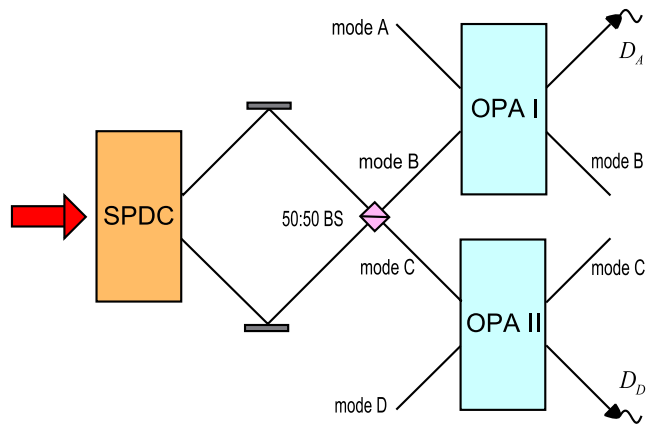 mode A
D_A
OPA I
mode B
mode B
SPDC
50:50 BS
mode C
mode C
OPA II
D_D
mode D